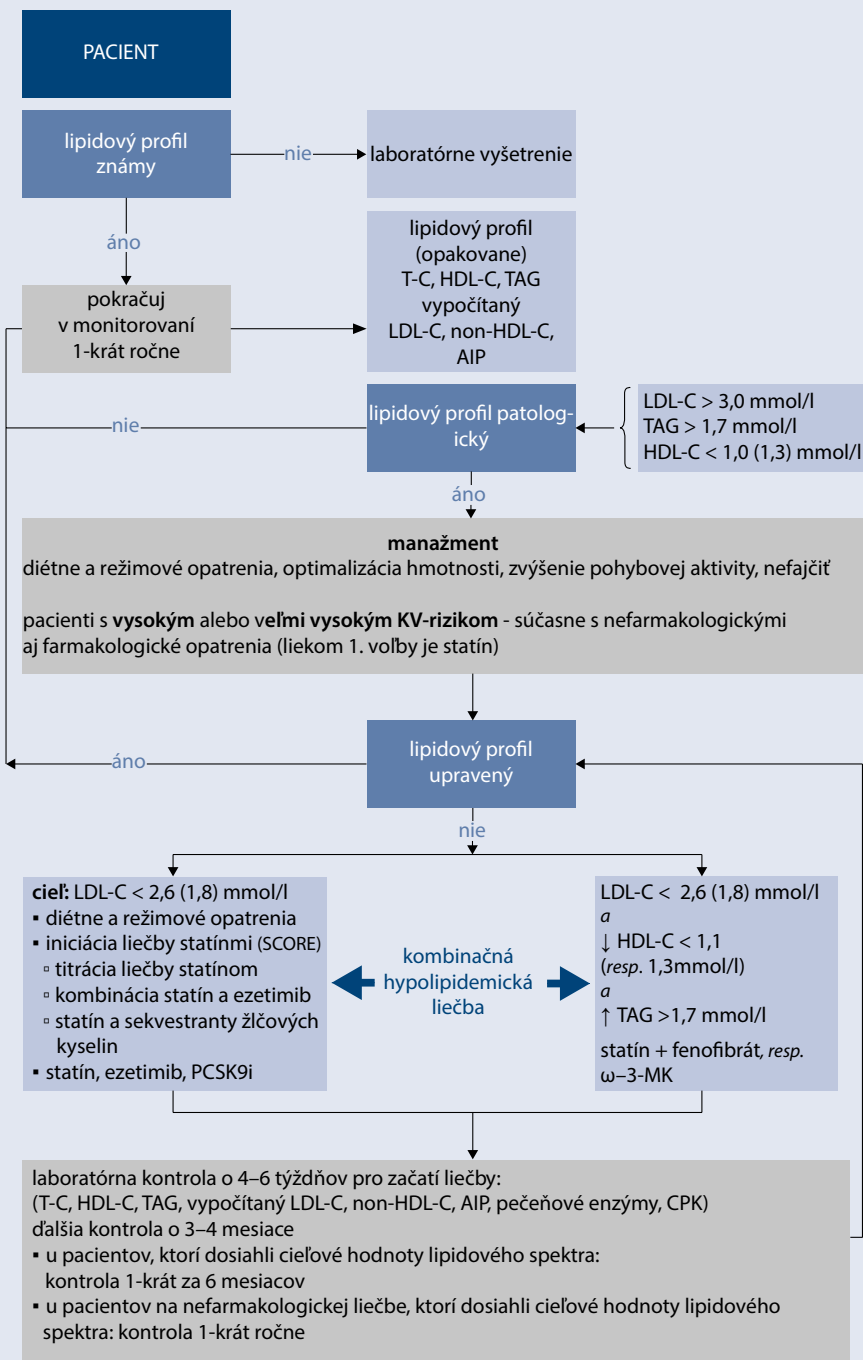 PACIENT
lipidový profil
známy
nie
laboratórne vyšetrenie
áno
lipidový profil
(opakovane)
T-C, HDL-C, TAG
vypočítaný
LDL-C, non-HDL-C,
AIP
pokračuj
v monitorovaní
1-krát ročne
nie
lipidový profil patolog-
ický
LDL-C > 3,0 mmol/l
TAG > 1,7 mmol/l
HDL-C < 1,0 (1,3) mmol/l
áno
manažment
diétne a režimové opatrenia, optimalizácia hmotnosti, zvýšenie pohybovej aktivity, nefajčiť
pacienti s vysokým alebo veľmi vysokým KV-rizikom - súčasne s nefarmakologickými
aj farmakologické opatrenia (liekom 1. voľby je statín)
áno
lipidový profil
upravený
nie
cieľ: LDL-C < 2,6 (1,8) mmol/l
▪ diétne a režimové opatrenia
▪ iniciácia liečby statínmi (SCORE)
▫ titrácia liečby statínom
▫ kombinácia statín a ezetimib
▫ statín a sekvestranty žlčových
kyselin
▪ statín, ezetimib, PCSK9i
kombinačná
hypolipidemická
liečba
LDL-C < 2,6 (1,8) mmol/l
a
↓ HDL-C < 1,1
(resp. 1,3mmol/l)
a
↑ TAG >1,7 mmol/l
statín + fenofibrát, resp.
ω–3-MK
laboratórna kontrola o 4–6 týždňov pro začatí liečby:
(T-C, HDL-C, TAG, vypočítaný LDL-C, non-HDL-C, AIP, pečeňové enzýmy, CPK)
ďalšia kontrola o 3–4 mesiace
▪ u pacientov, ktorí dosiahli cieľové hodnoty lipidového spektra:
kontrola 1-krát za 6 mesiacov
▪ u pacientov na nefarmakologickej liečbe, ktorí dosiahli cieľové hodnoty lipidového
spektra: kontrola 1-krát ročne